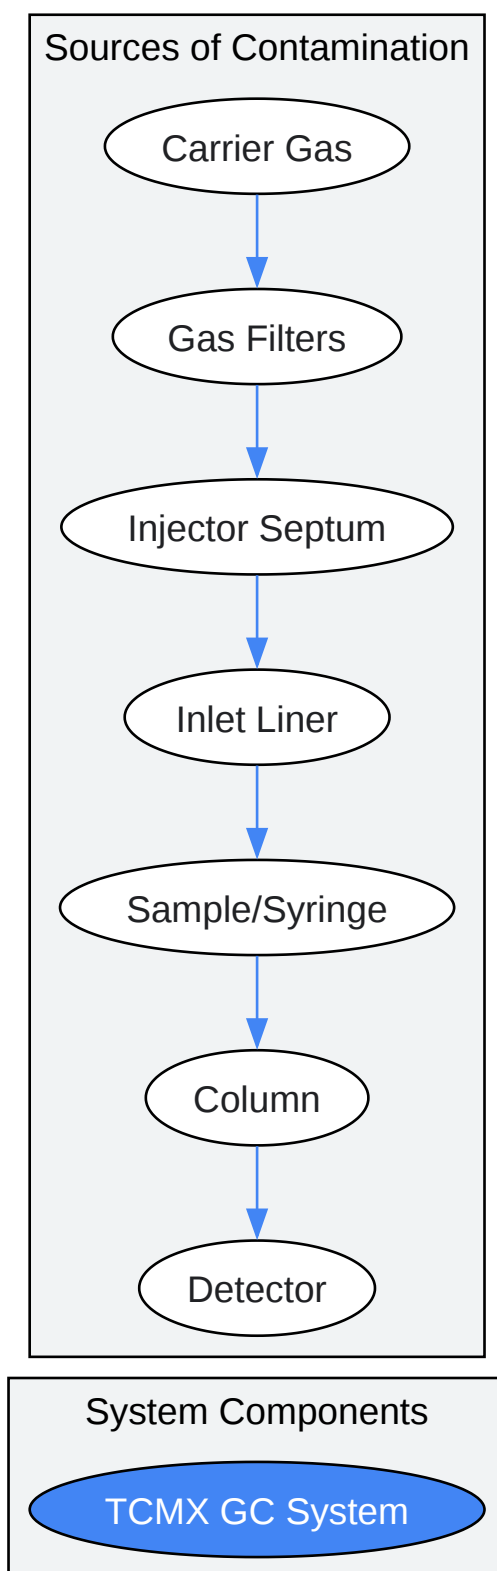 Sources of Contamination
Carrier Gas
Gas Filters
Injector Septum
Inlet Liner
Sample/Syringe
Column
Detector
System Components
TCMX GC System